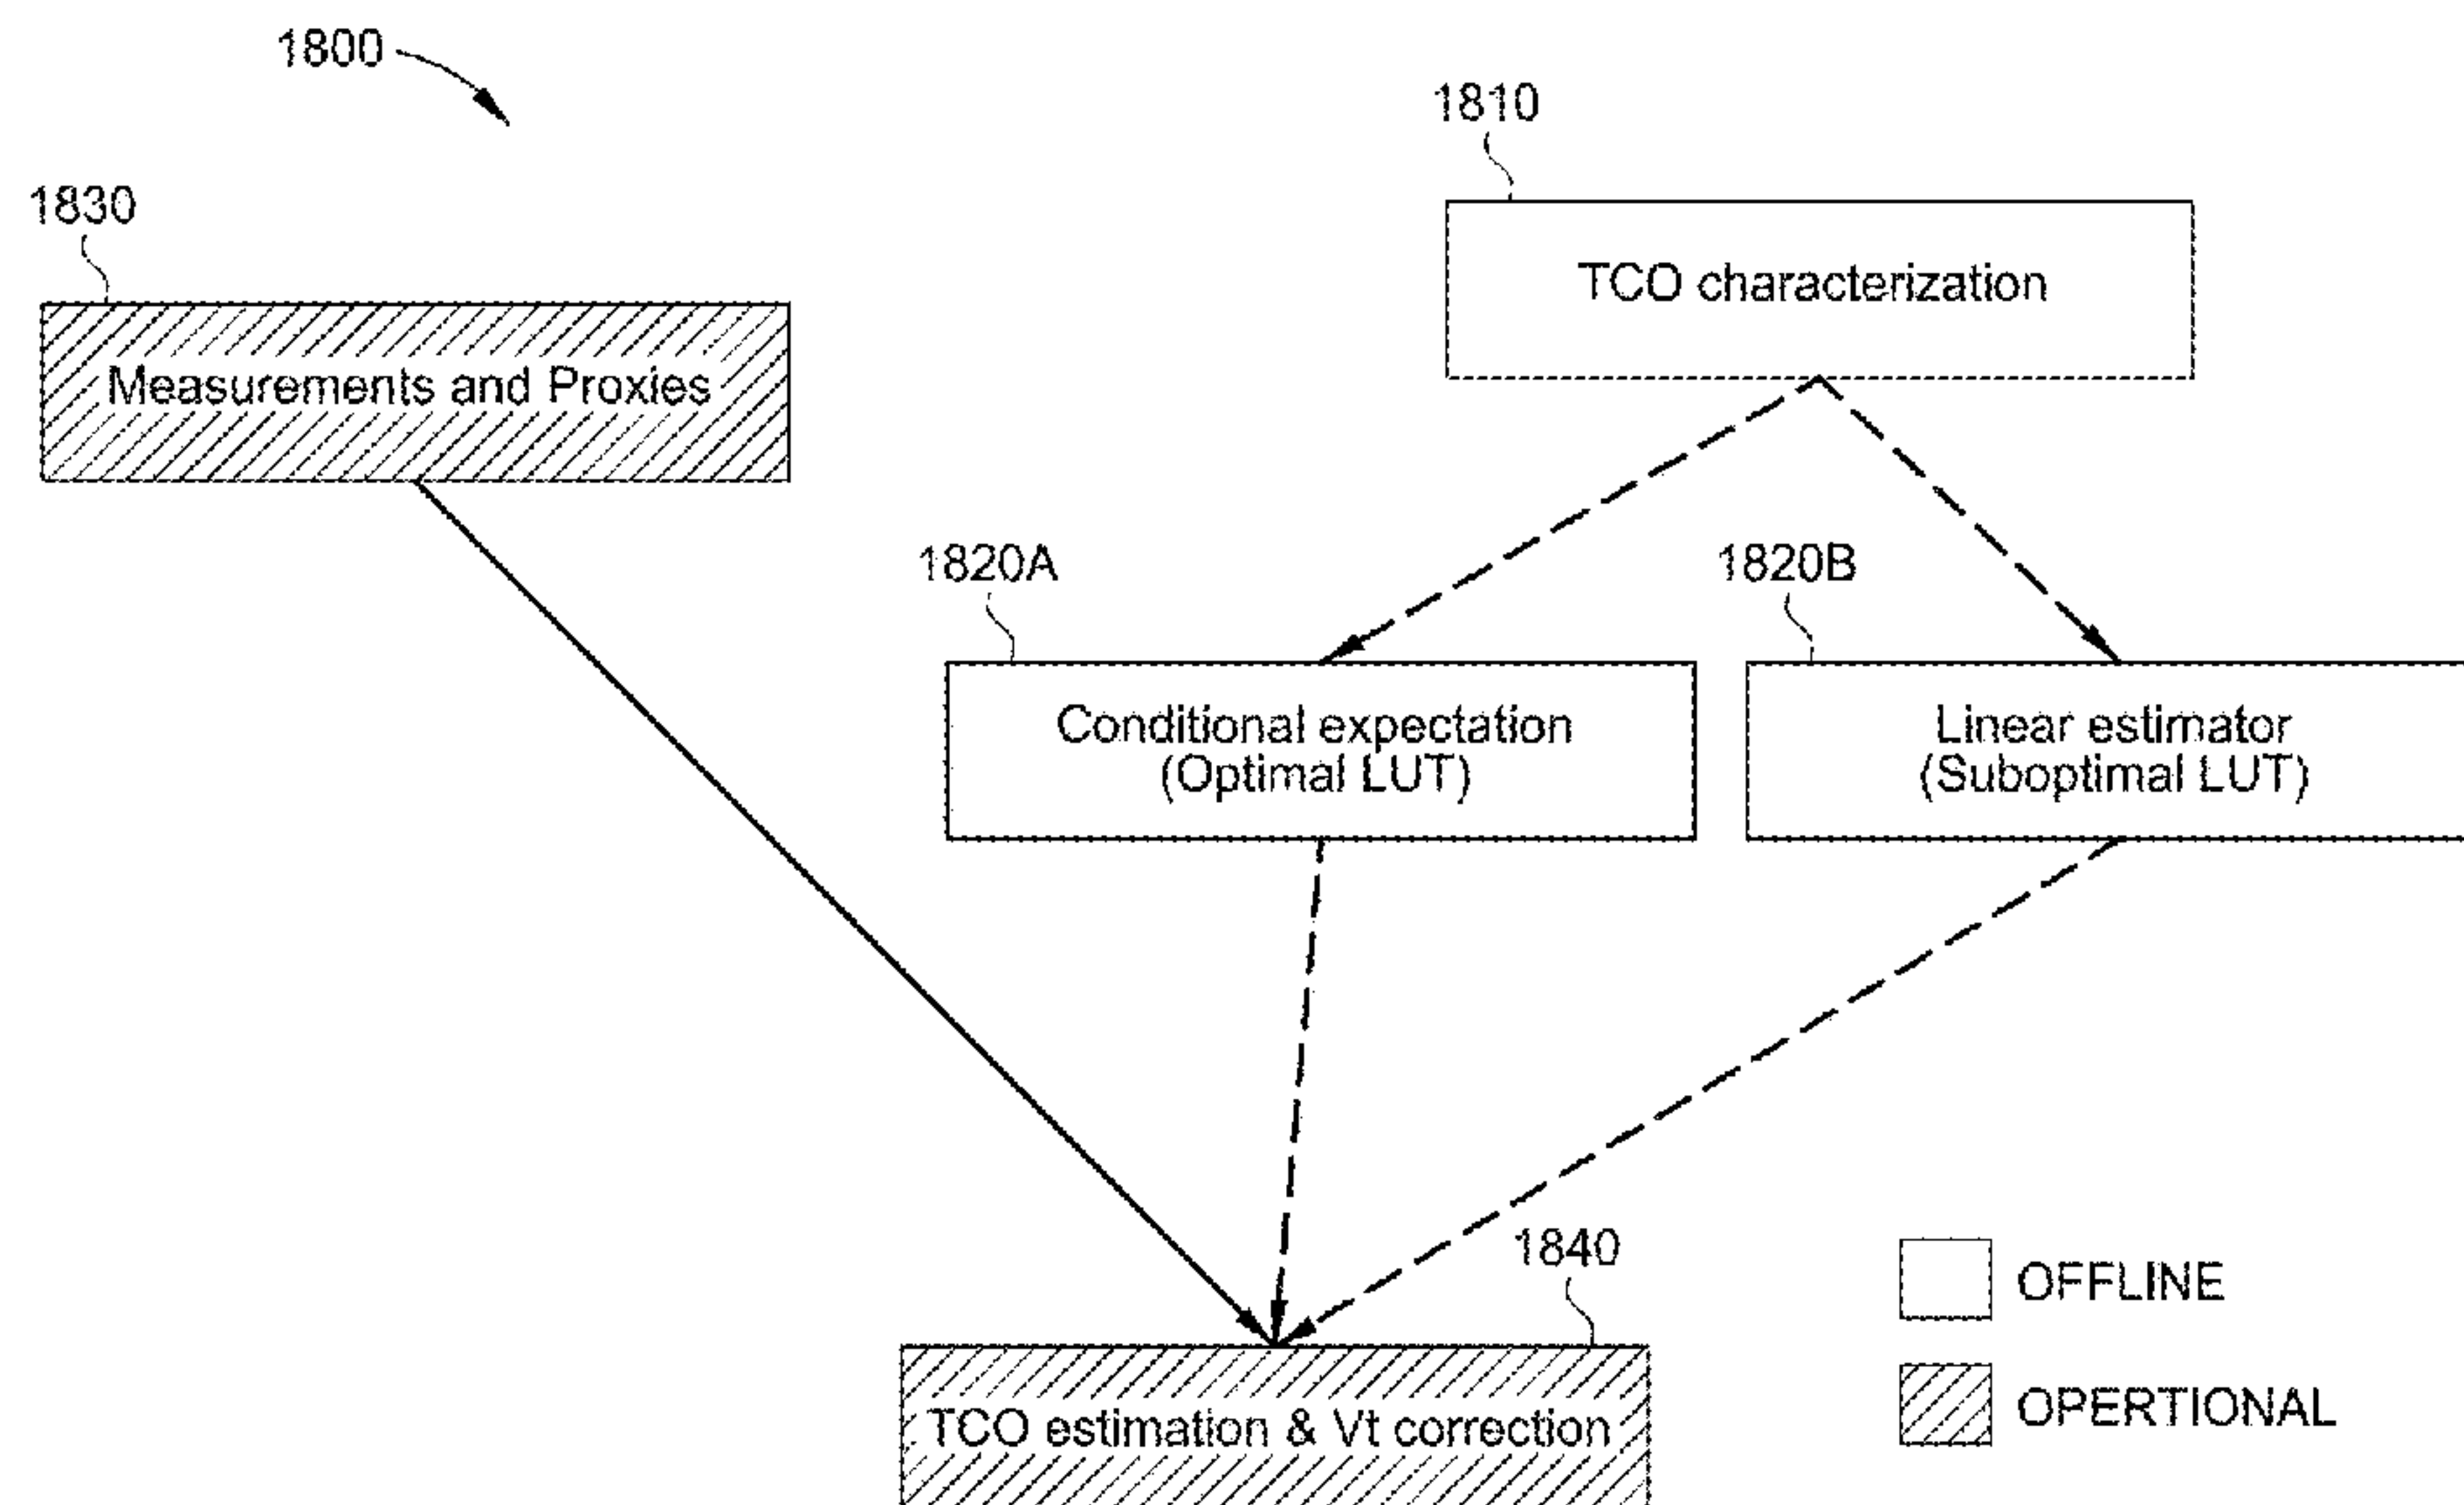 1800
1810
1830
TCO characterization
Measurements and Proxies
1820A
1820B
Conditional expectation
(Optimal LUT)
Linear estimator
(Suboptimal LUT)
1840
OFFLINE
TCO estimation & Vt correction
OPERTIONAL